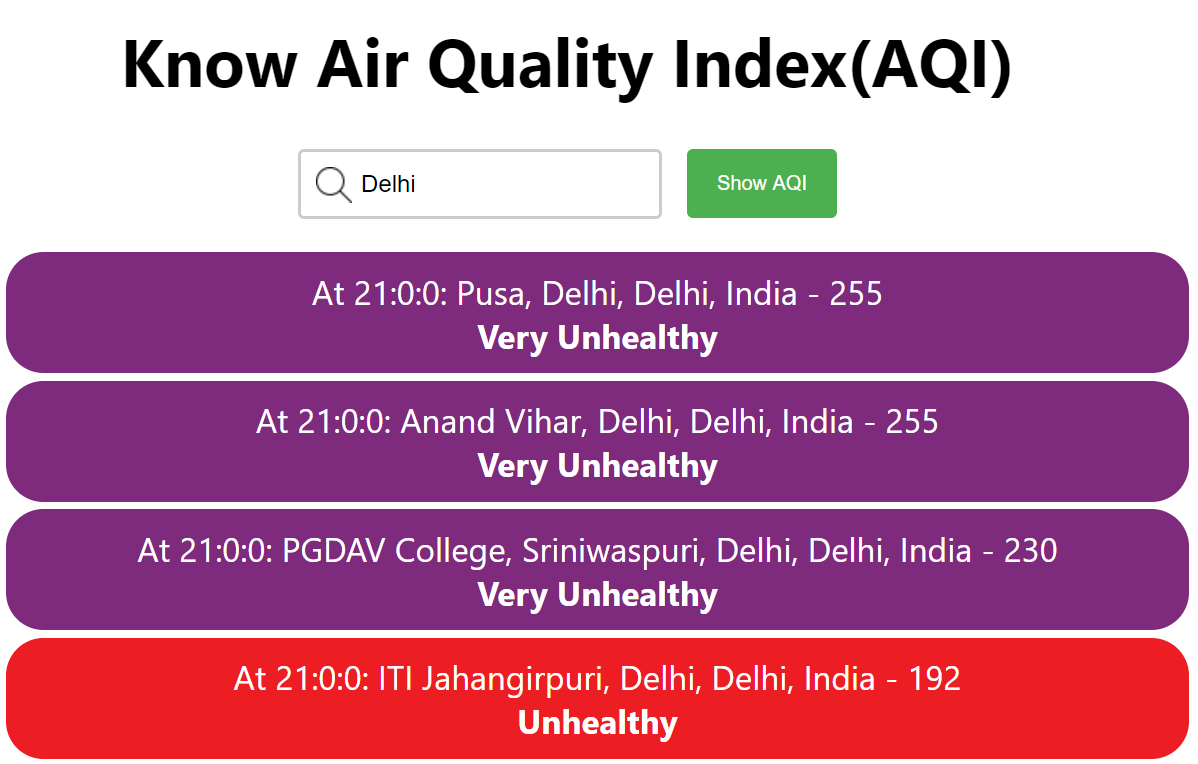 Know Air Quality Index(AQI)
Delhi
Show AQI
At 21:0:0: Pusa, Delhi, Delhi, India - 255
Very Unhealthy
At 21:0:0: Anand Vihar, Delhi, Delhi, India - 255
Very Unhealthy
At 21:0:0: PGDAV College, Sriniwaspuri, Delhi, Delhi, India - 230
Very Unhealthy
At 21:0:0: ITI Jahangirpuri, Delhi, Delhi, India - 192
Unhealthy